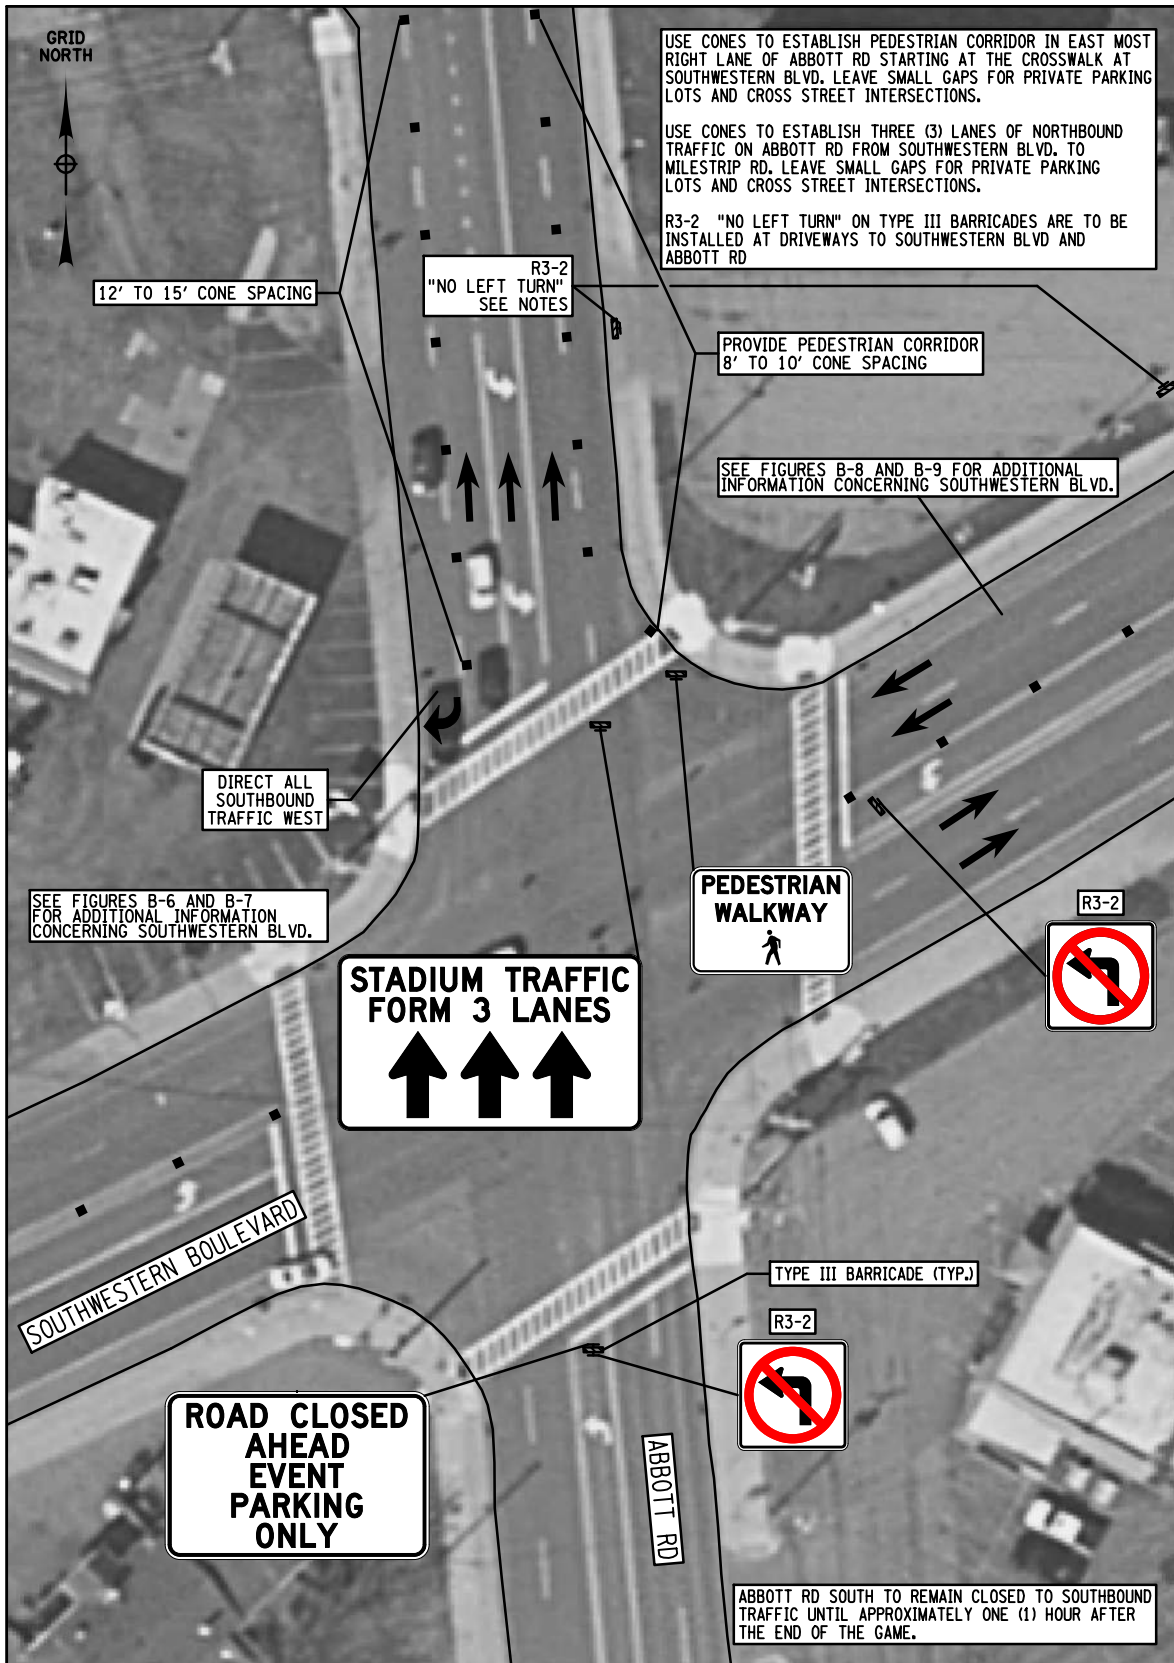 GRID
NORTH
USE CONES TO ESTABLISH PEDESTRIAN CORRIDOR IN EAST MOST
RIGHT LANE OF ABBOTT RD STARTING AT THE CROSSWALK AT
SOUTHWESTERN BLVD. LEAVE SMALL GAPS FOR PRIVATE PARKING
LOTS AND CROSS STREET INTERSECTIONS.
USE CONES TO ESTABLISH THREE (3) LANES OF NORTHBOUND
TRAFFIC ON ABBOTT RD FROM SOUTHWESTERN BLVD. TO
MILESTRIP RD. LEAVE SMALL GAPS FOR PRIVATE PARKING
LOTS AND CROSS STREET INTERSECTIONS.
R3-2 "NO LEFT TURN" ON TYPE III BARRICADES ARE TO BE
INSTALLED AT DRIVEWAYS TO SOUTHWESTERN BLVD AND
ABBOTT RD
12' TO 15' CONE SPACING
R3-2
"NO LEFT TURN"
SEE NOTES
PROVIDE PEDESTRIAN CORRIDOR
8' TO 10' CONE SPACING
SEE FIGURES B-8 AND B-9 FOR ADDITIONAL
INFORMATION CONCERNING SOUTHWESTERN BLVD.
DIRECT ALL
SOUTHBOUND
TRAFFIC WEST
SEE FIGURES B-6 AND B-7
FOR ADDITIONAL INFORMATION
CONCERNING SOUTHWESTERN BLVD.
PEDESTRIAN
WALKWAY
R3-2
STADIUM TRAFFIC
FORM 3 LANES
SOUTHWESTERN BOULEVARD
TYPE III BARRICADE (TYP.)
R3-2
ROAD CLOSED
AHEAD
EVENT
PARKING
ONLY
ABBOTT RD
ABBOTT RD SOUTH TO REMAIN CLOSED TO SOUTHBOUND
TRAFFIC UNTIL APPROXIMATELY ONE (1) HOUR AFTER
THE END OF THE GAME.